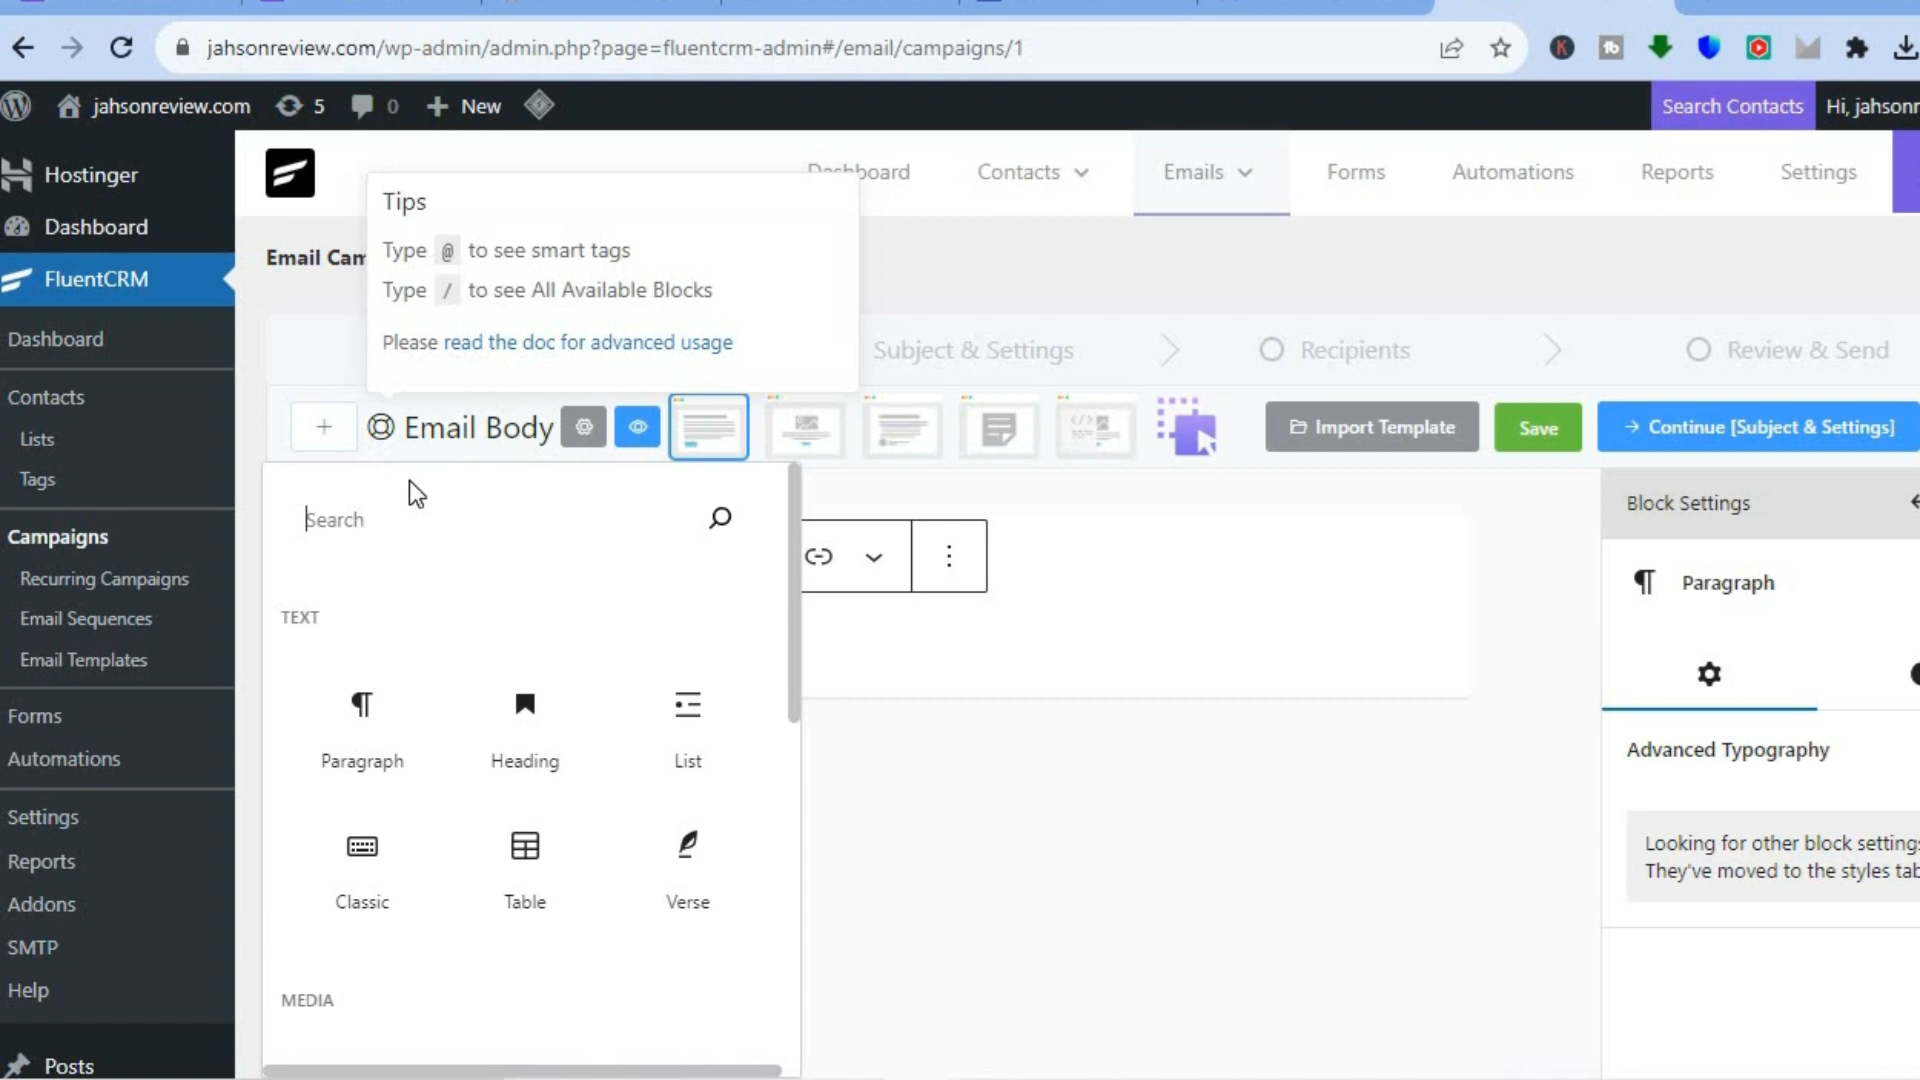 jahsonreview.com/wp-admin/admin.php?page=fluentcrm-admin#/email/campaigns/1
jahsonreview.com 5 0 + New Search Contacts Hi, jahsonr
Hostinger
Dashboard
FluentCRM
Dashboard
Contacts
Lists
Tags
Campaigns
Recurring Campaigns
Email Sequences
Email Templates
Forms
Automations
Settings
Reports
Addons
SMTP
Help
Posts
Dashboard Contacts Emails Forms Automations Reports Settings
Email Cam
Tips
Type @ to see smart tags
Type / to see All Available Blocks
Please read the doc for advanced usage
Subject & Settings Recipients Review & Send
+ Email Body Import Template Save → Continue [Subject & Settings]
Search
TEXT
Paragraph Heading List
Classic Table Verse
MEDIA
Block Settings
Paragraph
Advanced Typography
Looking for other block settings
They've moved to the styles tab